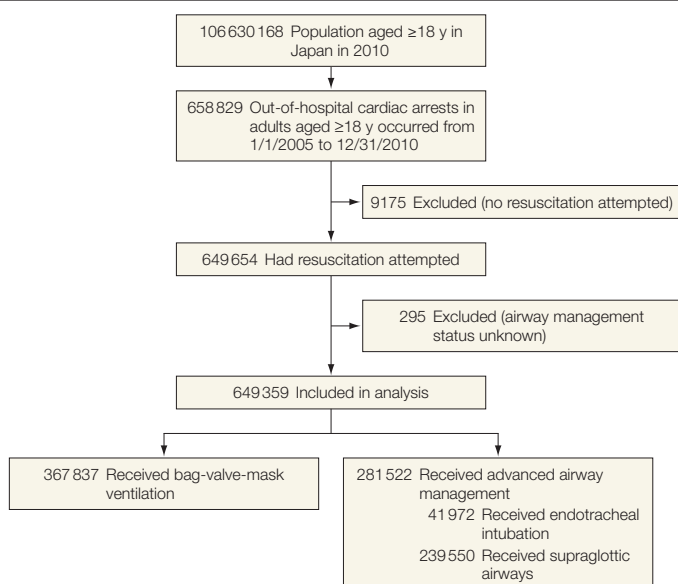 106 630 168 Population aged ≥18 y in
Japan in 2010
658 829 Out-of-hospital cardiac arrests in
adults aged ≥18 y occurred from
1/1/2005 to 12/31/2010
9175 Excluded (no resuscitation attempted)
649 654 Had resuscitation attempted
295 Excluded (airway management
status unknown)
649 359 Included in analysis
367 837 Received bag-valve-mask
ventilation
281 522 Received advanced airway
management
41 972 Received endotracheal
intubation
239 550 Received supraglottic
airways